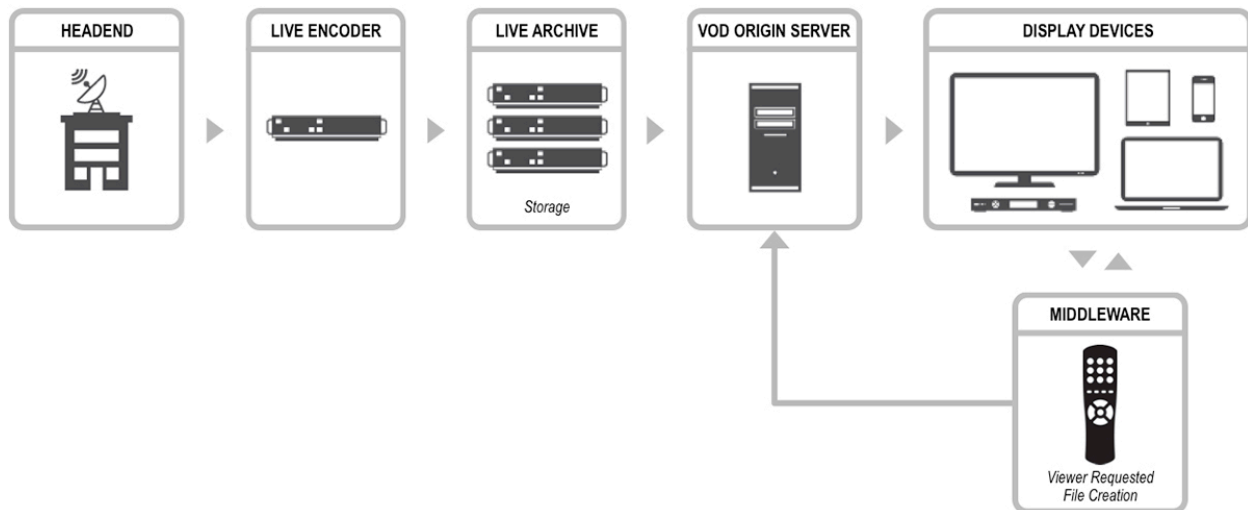 HEADEND
LIVE ENCODER
LIVE ARCHIVE
Storage
VOD ORIGIN SERVER
DISPLAY DEVICES
MIDDLEWARE
Viewer Requested
File Creation